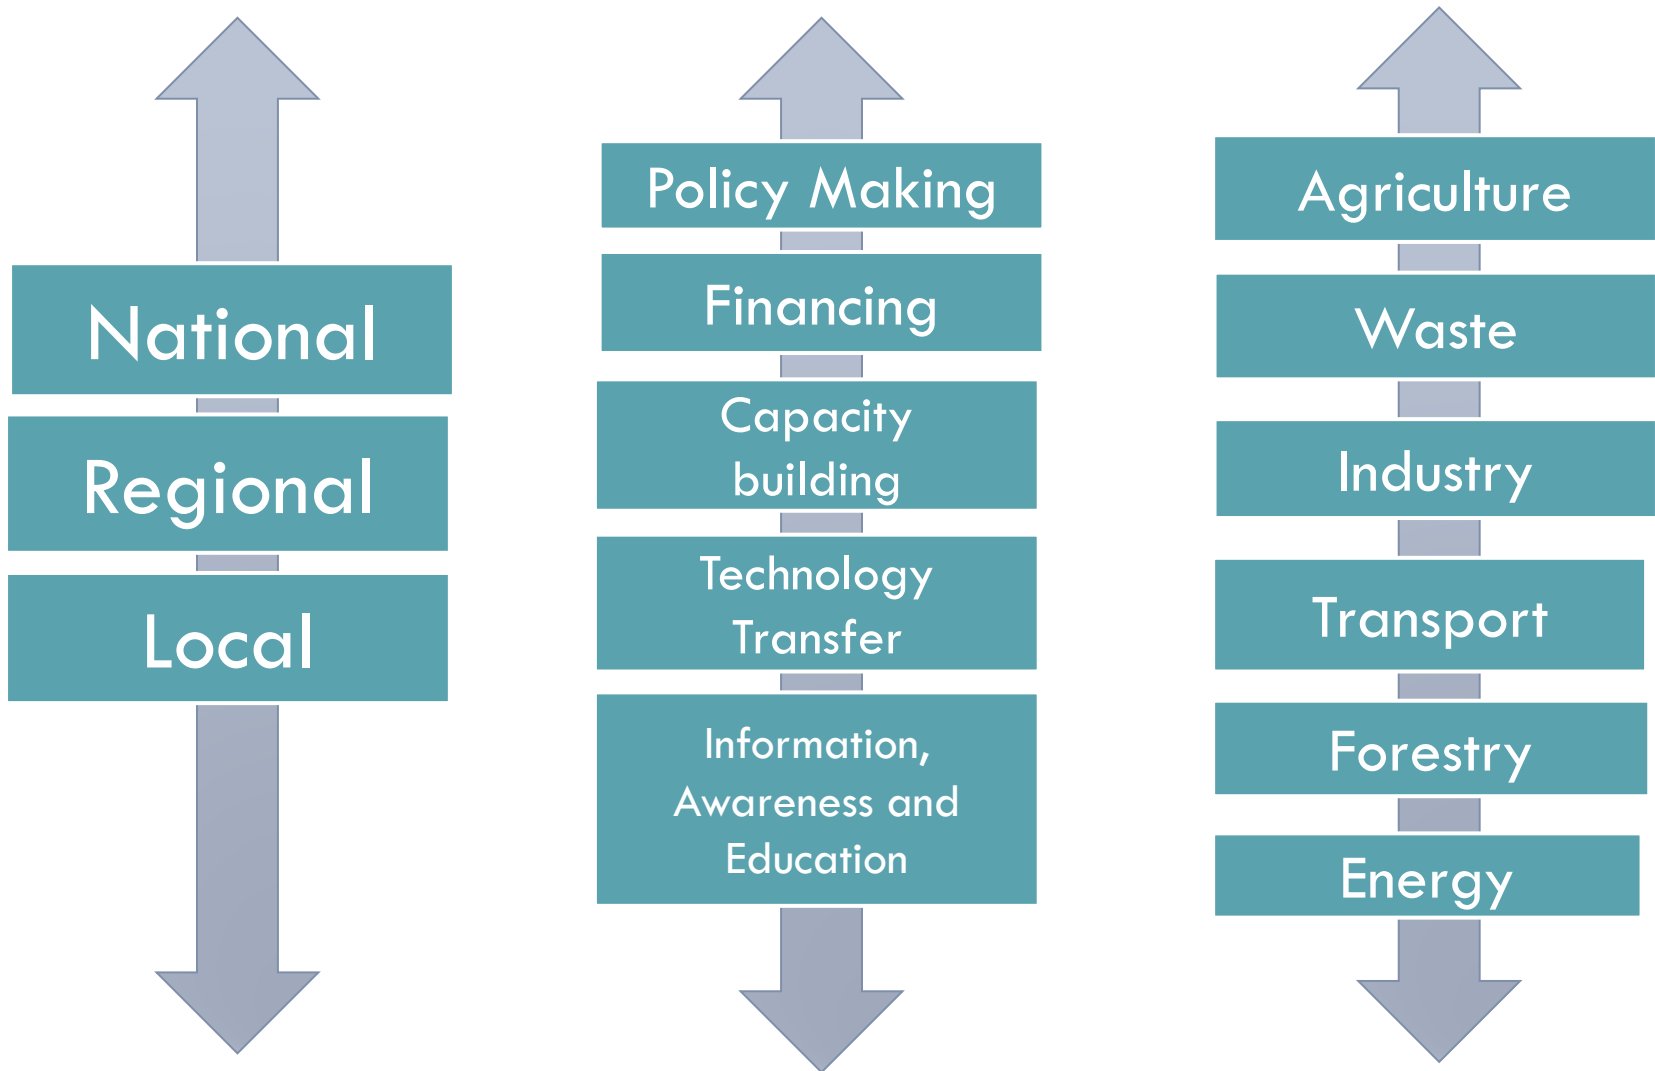 National
Regional
Local
Policy Making
Financing
Capacity
building
Technology
Transfer
Information,
Awareness and
Education
Agriculture
Waste
Industry
Transport
Forestry
Energy